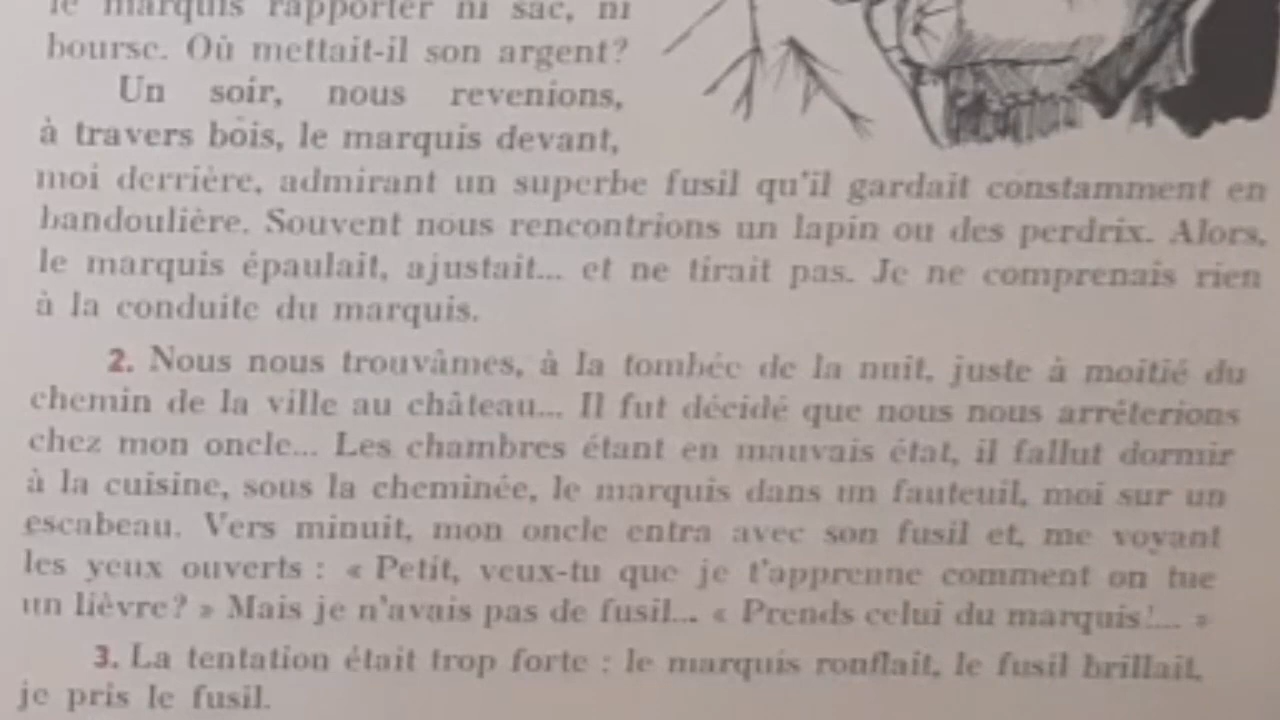 le marquis rapporter ni sac, ni
bourse. Où mettait-il son argent?
Un soir, nous revenions,
à travers bois, le marquis devant,
moi derrière, admirant un superbe fusil qu'il gardait constamment en
bandoulière. Souvent nous rencontrions un lapin ou des perdrix. Alors,
le marquis épaulait, ajustait... et ne tirait pas. Je ne comprenais rien
à la conduite du marquis.
2. Nous nous trouvâmes, à la tombée de la nuit, juste à moitié du
chemin de la ville au château... Il fut décidé que nous nous arrêterions
chez mon oncle... Les chambres étant en mauvais état, il fallut dormir
à la cuisine, sous la cheminée, le marquis dans un fauteuil, moi sur un
escabeau. Vers minuit, mon oncle entra avec son fusil et, me voyant
les yeux ouverts : « Petit, veux-tu que je t'apprenne comment on tue
un lièvre? » Mais je n'avais pas de fusil... « Prends celui du marquis!... »
3. La tentation était trop forte : le marquis ronflait, le fusil brillait,
je pris le fusil.